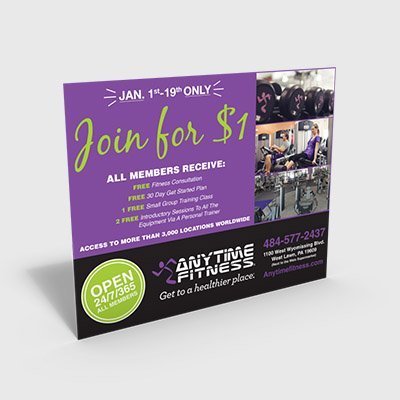 JAN. 1st-19th ONLY
Join for $1
ALL MEMBERS RECEIVE:
FREE Fitness Consultation
FREE 30 Day Get Started Plan
1 FREE Small Group Training Class
2 FREE Introductory Sessions To All The
Equipment Via A Personal Trainer
ACCESS TO MORE THAN 3,000 LOCATIONS WORLDWIDE
OPEN
24/7/365
ALL MEMBERS
ANYTIME
FITNESS
Get to a healthier place.
484-577-2437
1100 West Wyomissing Blvd.
West Lawn, PA 19609
Anytimefitness.com